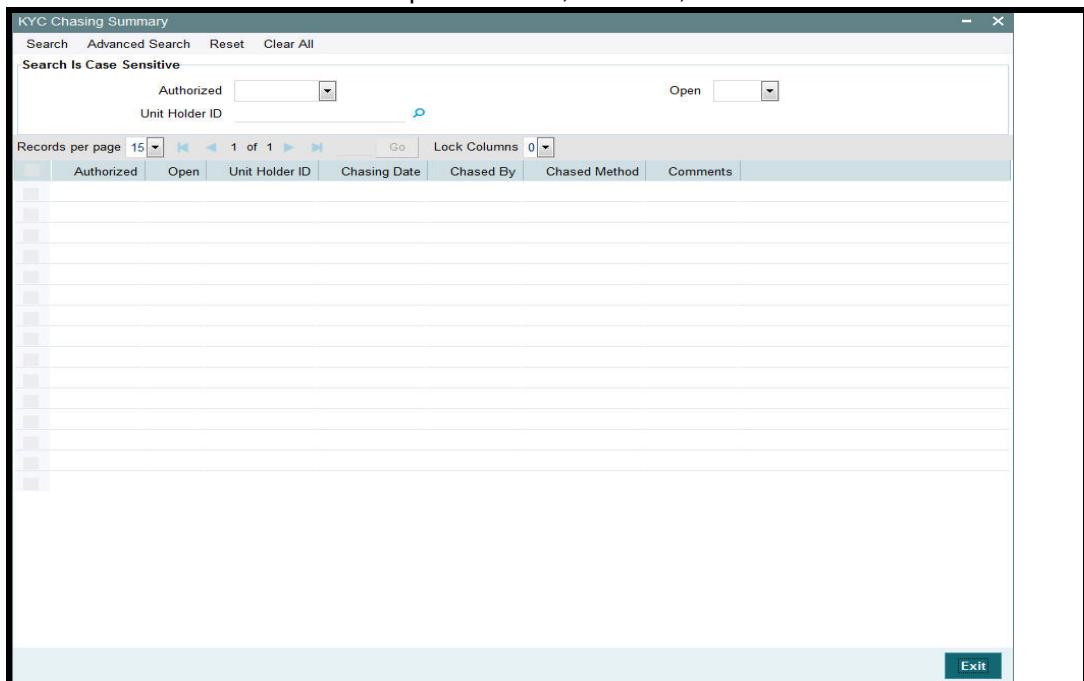 KYC Chasing Summary
Search Advanced Search Reset Clear All
Search Is Case Sensitive
Authorized Open
Unit Holder ID
Records per page 15 1 of 1 Go Lock Columns 0
Authorized Open Unit Holder ID Chasing Date Chased By Chased Method Comments
Exit